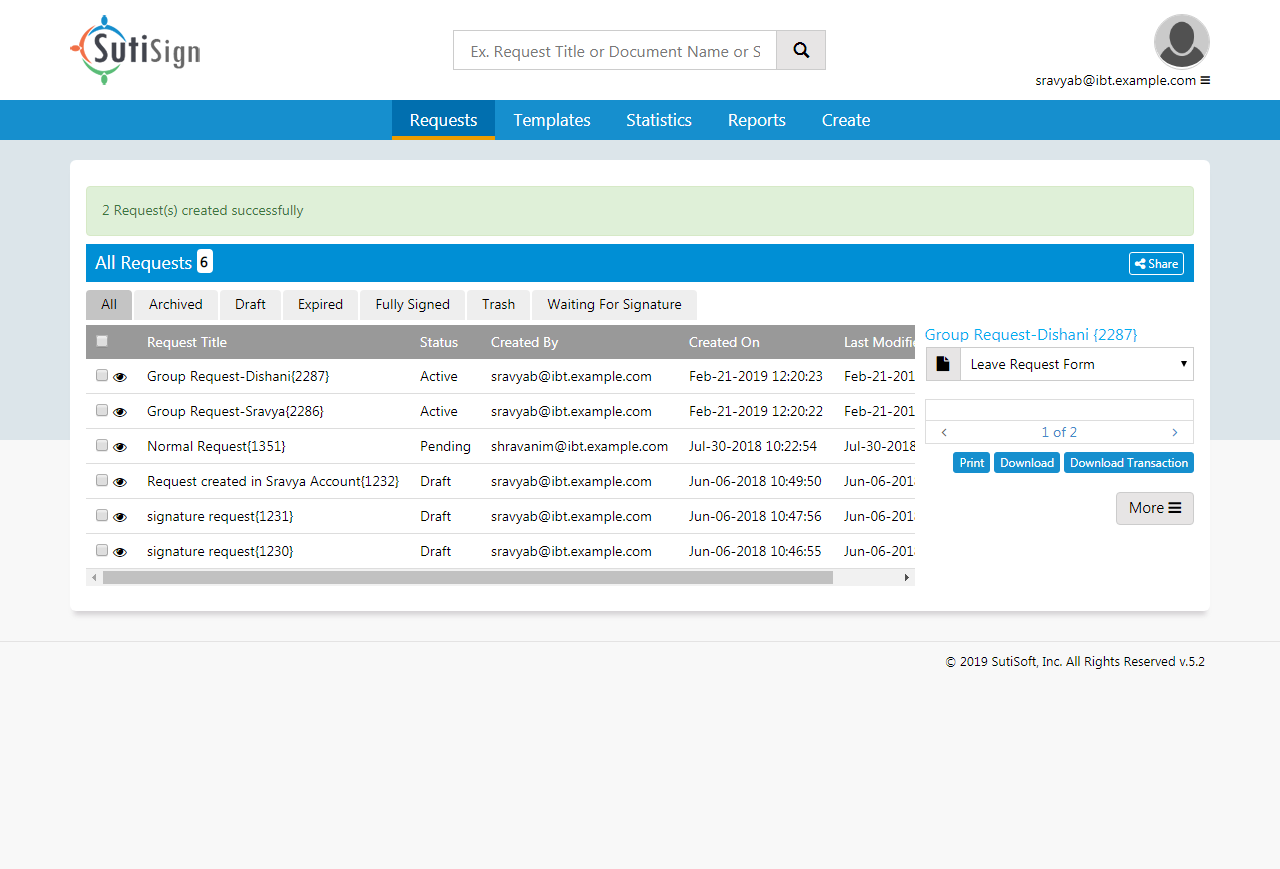 SutiSign
Ex. Request Title or Document Name or S
sravyab@ibt.example.com
Requests Templates Statistics Reports Create
2 Request(s) created successfully
All Requests 6 Share
All Archived Draft Expired Fully Signed Trash Waiting For Signature
Request Title Status Created By Created On Last Modifie
Group Request-Dishani{2287} Active sravyab@ibt.example.com Feb-21-2019 12:20:23 Feb-21-201
Group Request-Sravya{2286} Active sravyab@ibt.example.com Feb-21-2019 12:20:22 Feb-21-201
Normal Request{1351} Pending shravanim@ibt.example.com Jul-30-2018 10:22:54 Jul-30-2018
Request created in Sravya Account{1232} Draft sravyab@ibt.example.com Jun-06-2018 10:49:50 Jun-06-201
signature request{1231} Draft sravyab@ibt.example.com Jun-06-2018 10:47:56 Jun-06-201
signature request{1230} Draft sravyab@ibt.example.com Jun-06-2018 10:46:55 Jun-06-201
Group Request-Dishani {2287}
Leave Request Form
1 of 2
Print Download Download Transaction
More
© 2019 SutiSoft, Inc. All Rights Reserved v.5.2